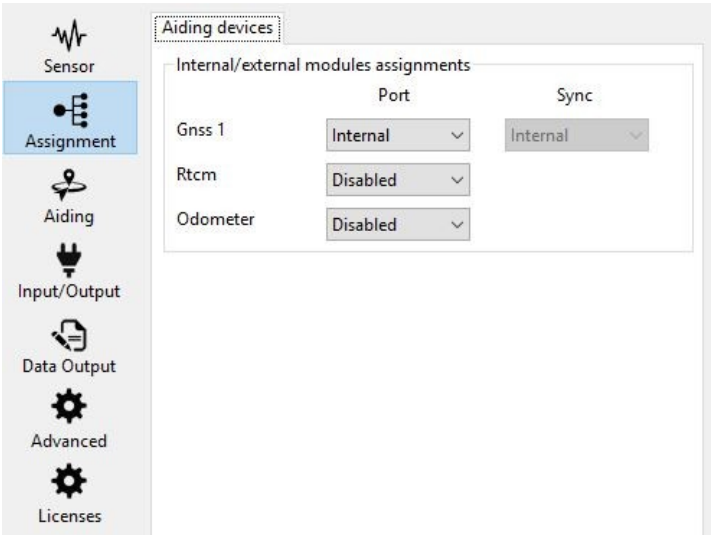 Sensor
Assignment
Aiding
Input/Output
Data Output
Advanced
Licenses
Aiding devices
Internal/external modules assignments
Port Sync
Gnss 1 Internal Internal
Rtcm Disabled
Odometer Disabled